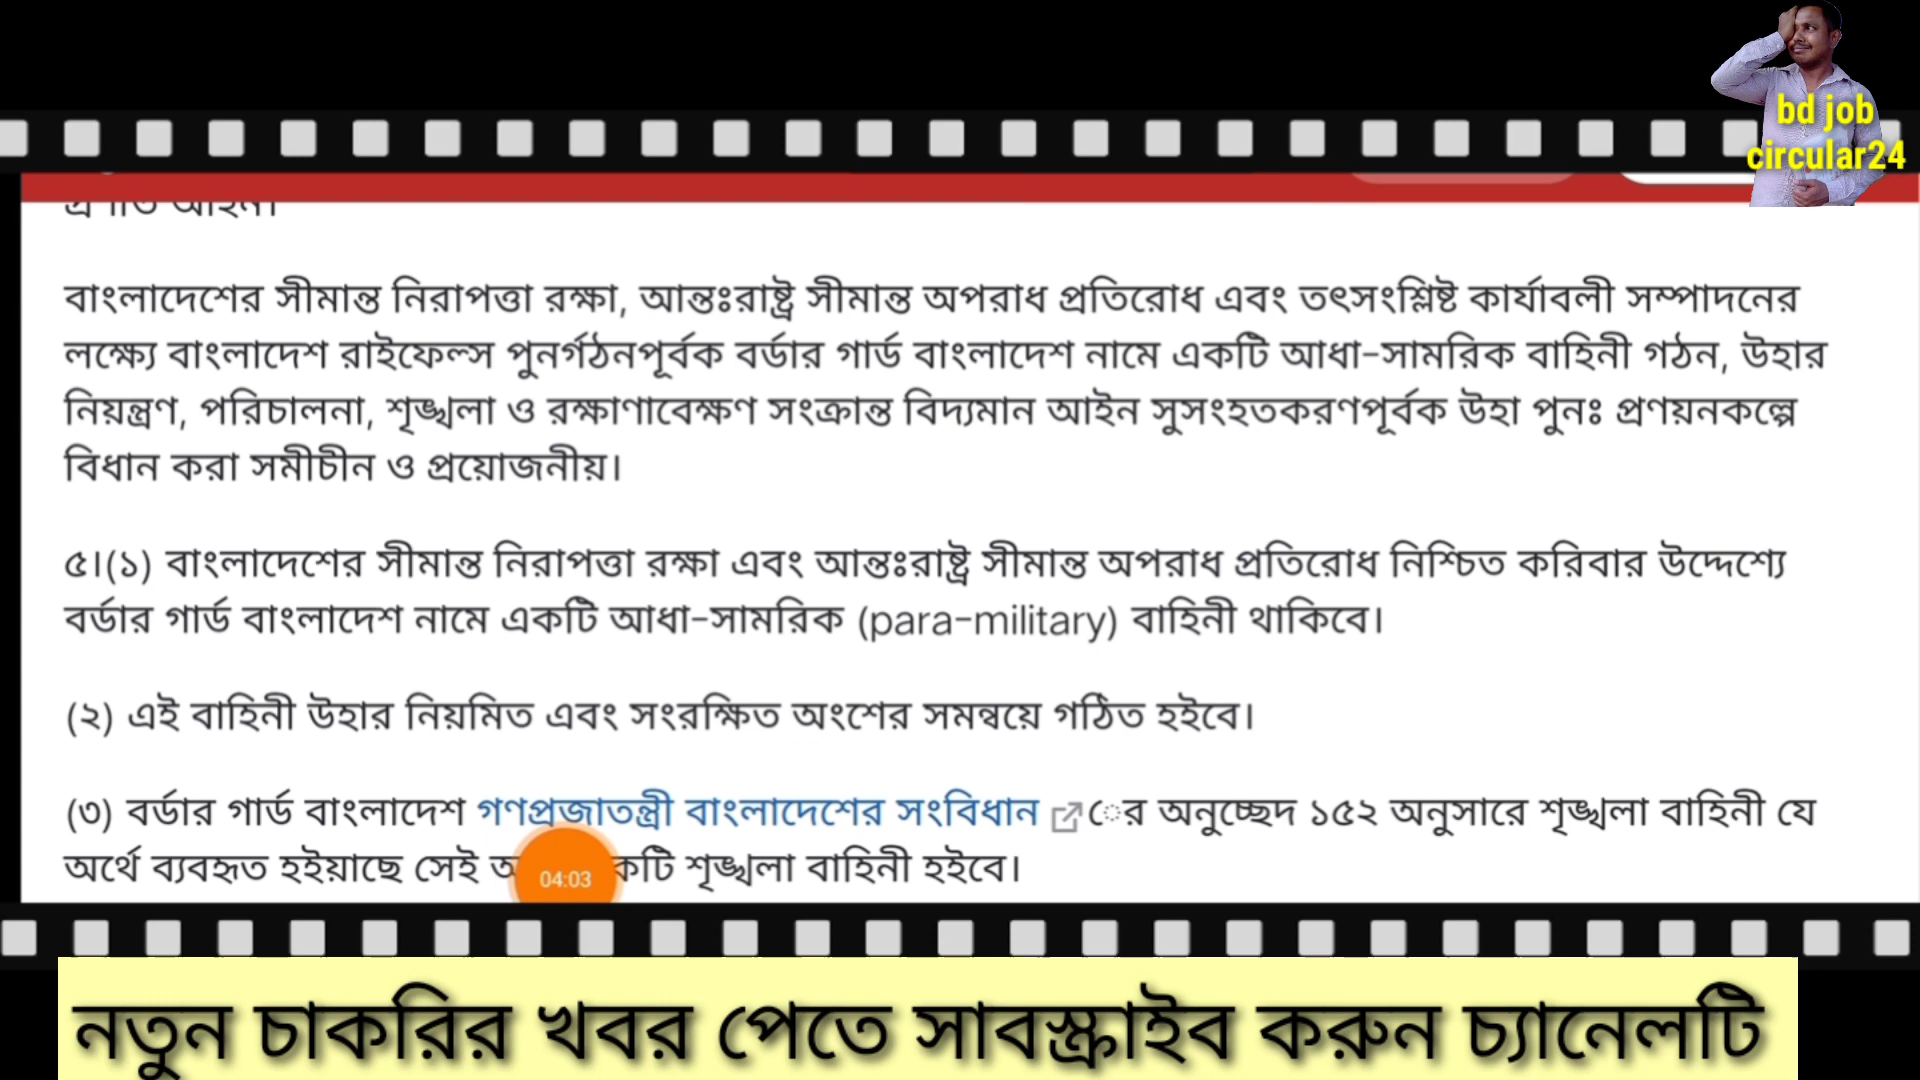 bd job
circular24
বাংলাদেশের সীমান্ত নিরাপত্তা রক্ষা, আন্তঃরাষ্ট্র সীমান্ত অপরাধ প্রতিরোধ এবং তৎসংশ্লিষ্ট কার্যাবলী সম্পাদনের
লক্ষ্যে বাংলাদেশ রাইফেল্স পুনর্গঠনপূর্বক বর্ডার গার্ড বাংলাদেশ নামে একটি আধা-সামরিক বাহিনী গঠন, উহার
নিয়ন্ত্রণ, পরিচালনা, শৃঙ্খলা ও রক্ষাণাবেক্ষণ সংক্রান্ত বিদ্যমান আইন সুসংহতকরণপূর্বক উহা পুনঃ প্রণয়নকল্পে
বিধান করা সমীচীন ও প্রয়োজনীয়।
৫।(১) বাংলাদেশের সীমান্ত নিরাপত্তা রক্ষা এবং আন্তঃরাষ্ট্র সীমান্ত অপরাধ প্রতিরোধ নিশ্চিত করিবার উদ্দেশ্যে
বর্ডার গার্ড বাংলাদেশ নামে একটি আধা-সামরিক (para-military) বাহিনী থাকিবে।
(২) এই বাহিনী উহার নিয়মিত এবং সংরক্ষিত অংশের সমন্বয়ে গঠিত হইবে।
(৩) বর্ডার গার্ড বাংলাদেশ গণপ্রজাতন্ত্রী বাংলাদেশের সংবিধান ের অনুচ্ছেদ ১৫২ অনুসারে শৃঙ্খলা বাহিনী যে
অর্থে ব্যবহৃত হইয়াছে সেই 04:03 শৃঙ্খলা বাহিনী হইবে।
নতুন চাকরির খবর পেতে সাবস্ক্রাইব করুন চ্যানেলটি